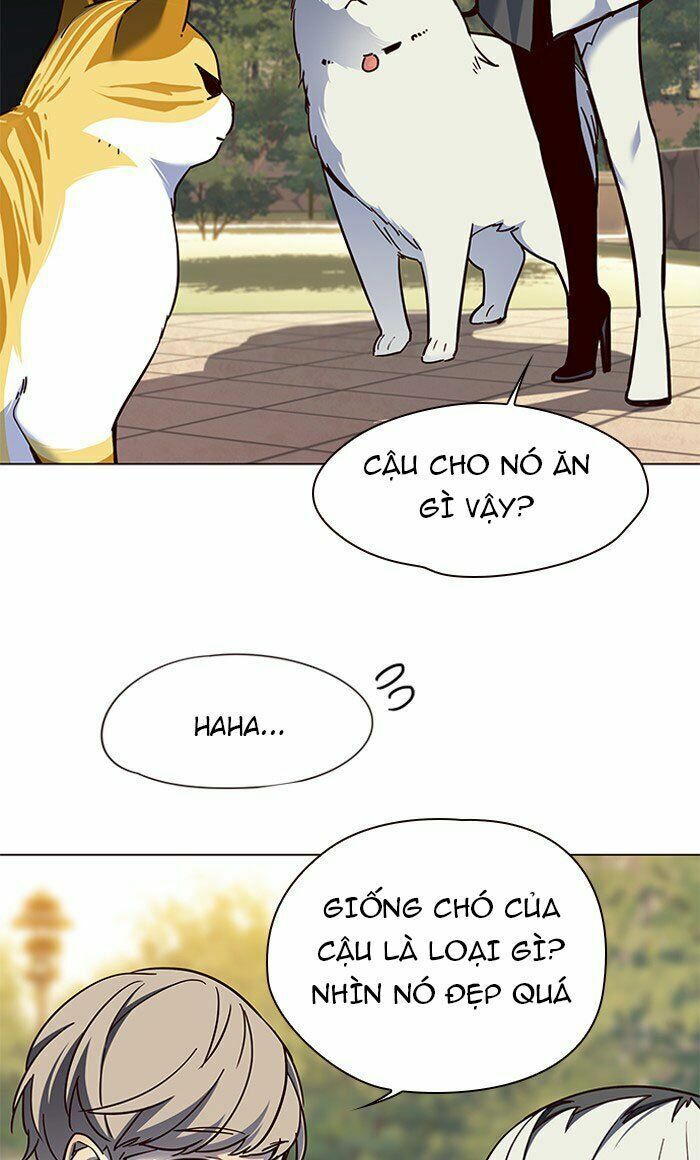 CẬU CHO NÓ ĂN
GÌ VẬY?
HAHA...
GIỐNG CHÓ CỦA
CẬU LÀ LOẠI GÌ?
NHÌN NÓ ĐẸP QUÁ